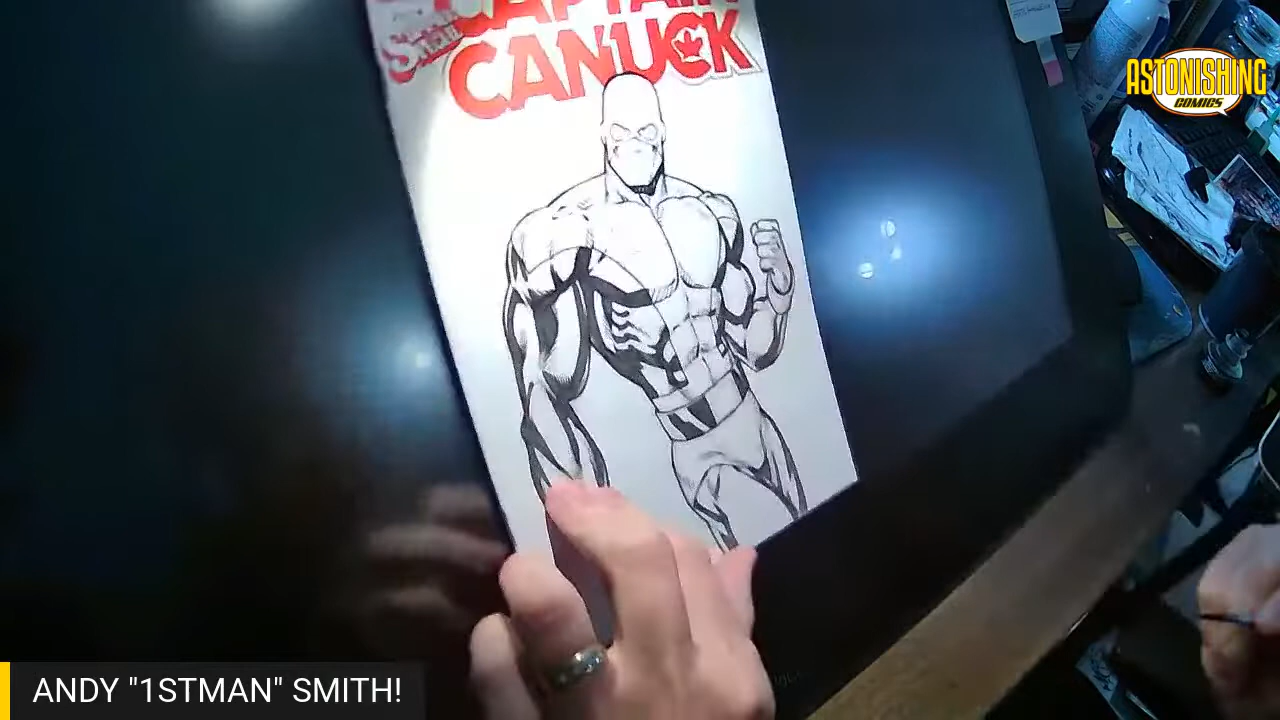 CAPTAIN
CANUCK
ASTONISHING
COMICS
ANDY "1STMAN" SMITH!